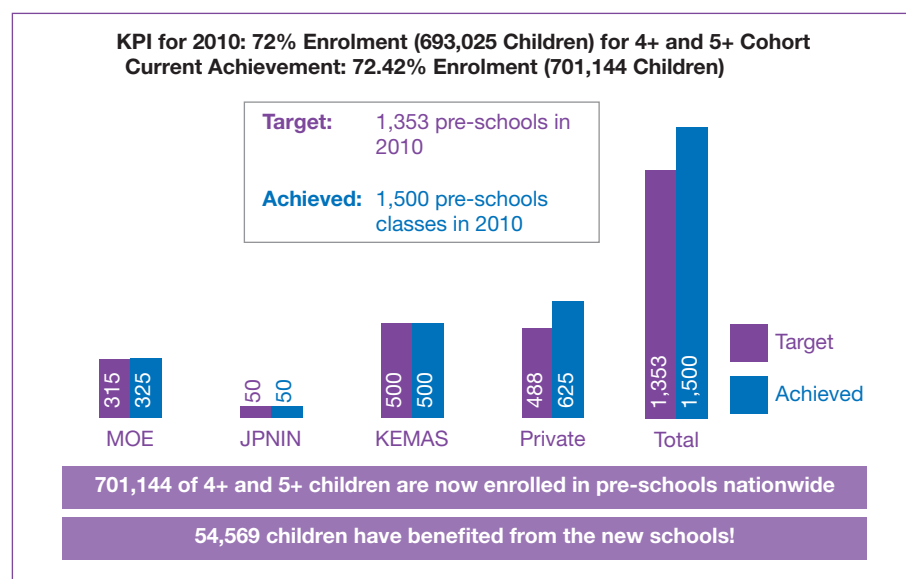 KPI for 2010: 72% Enrolment (693,025 Children) for 4+ and 5+ Cohort
Current Achievement: 72.42% Enrolment (701,144 Children)
Target: 1,353 pre-schools in
2010
Achieved: 1,500 pre-schools
classes in 2010
315 325 50 50 500 500 488 625 1,353 1,500
Target
Achieved
MOE JPNIN KEMAS Private Total
701,144 of 4+ and 5+ children are now enrolled in pre-schools nationwide
54,569 children have benefited from the new schools!